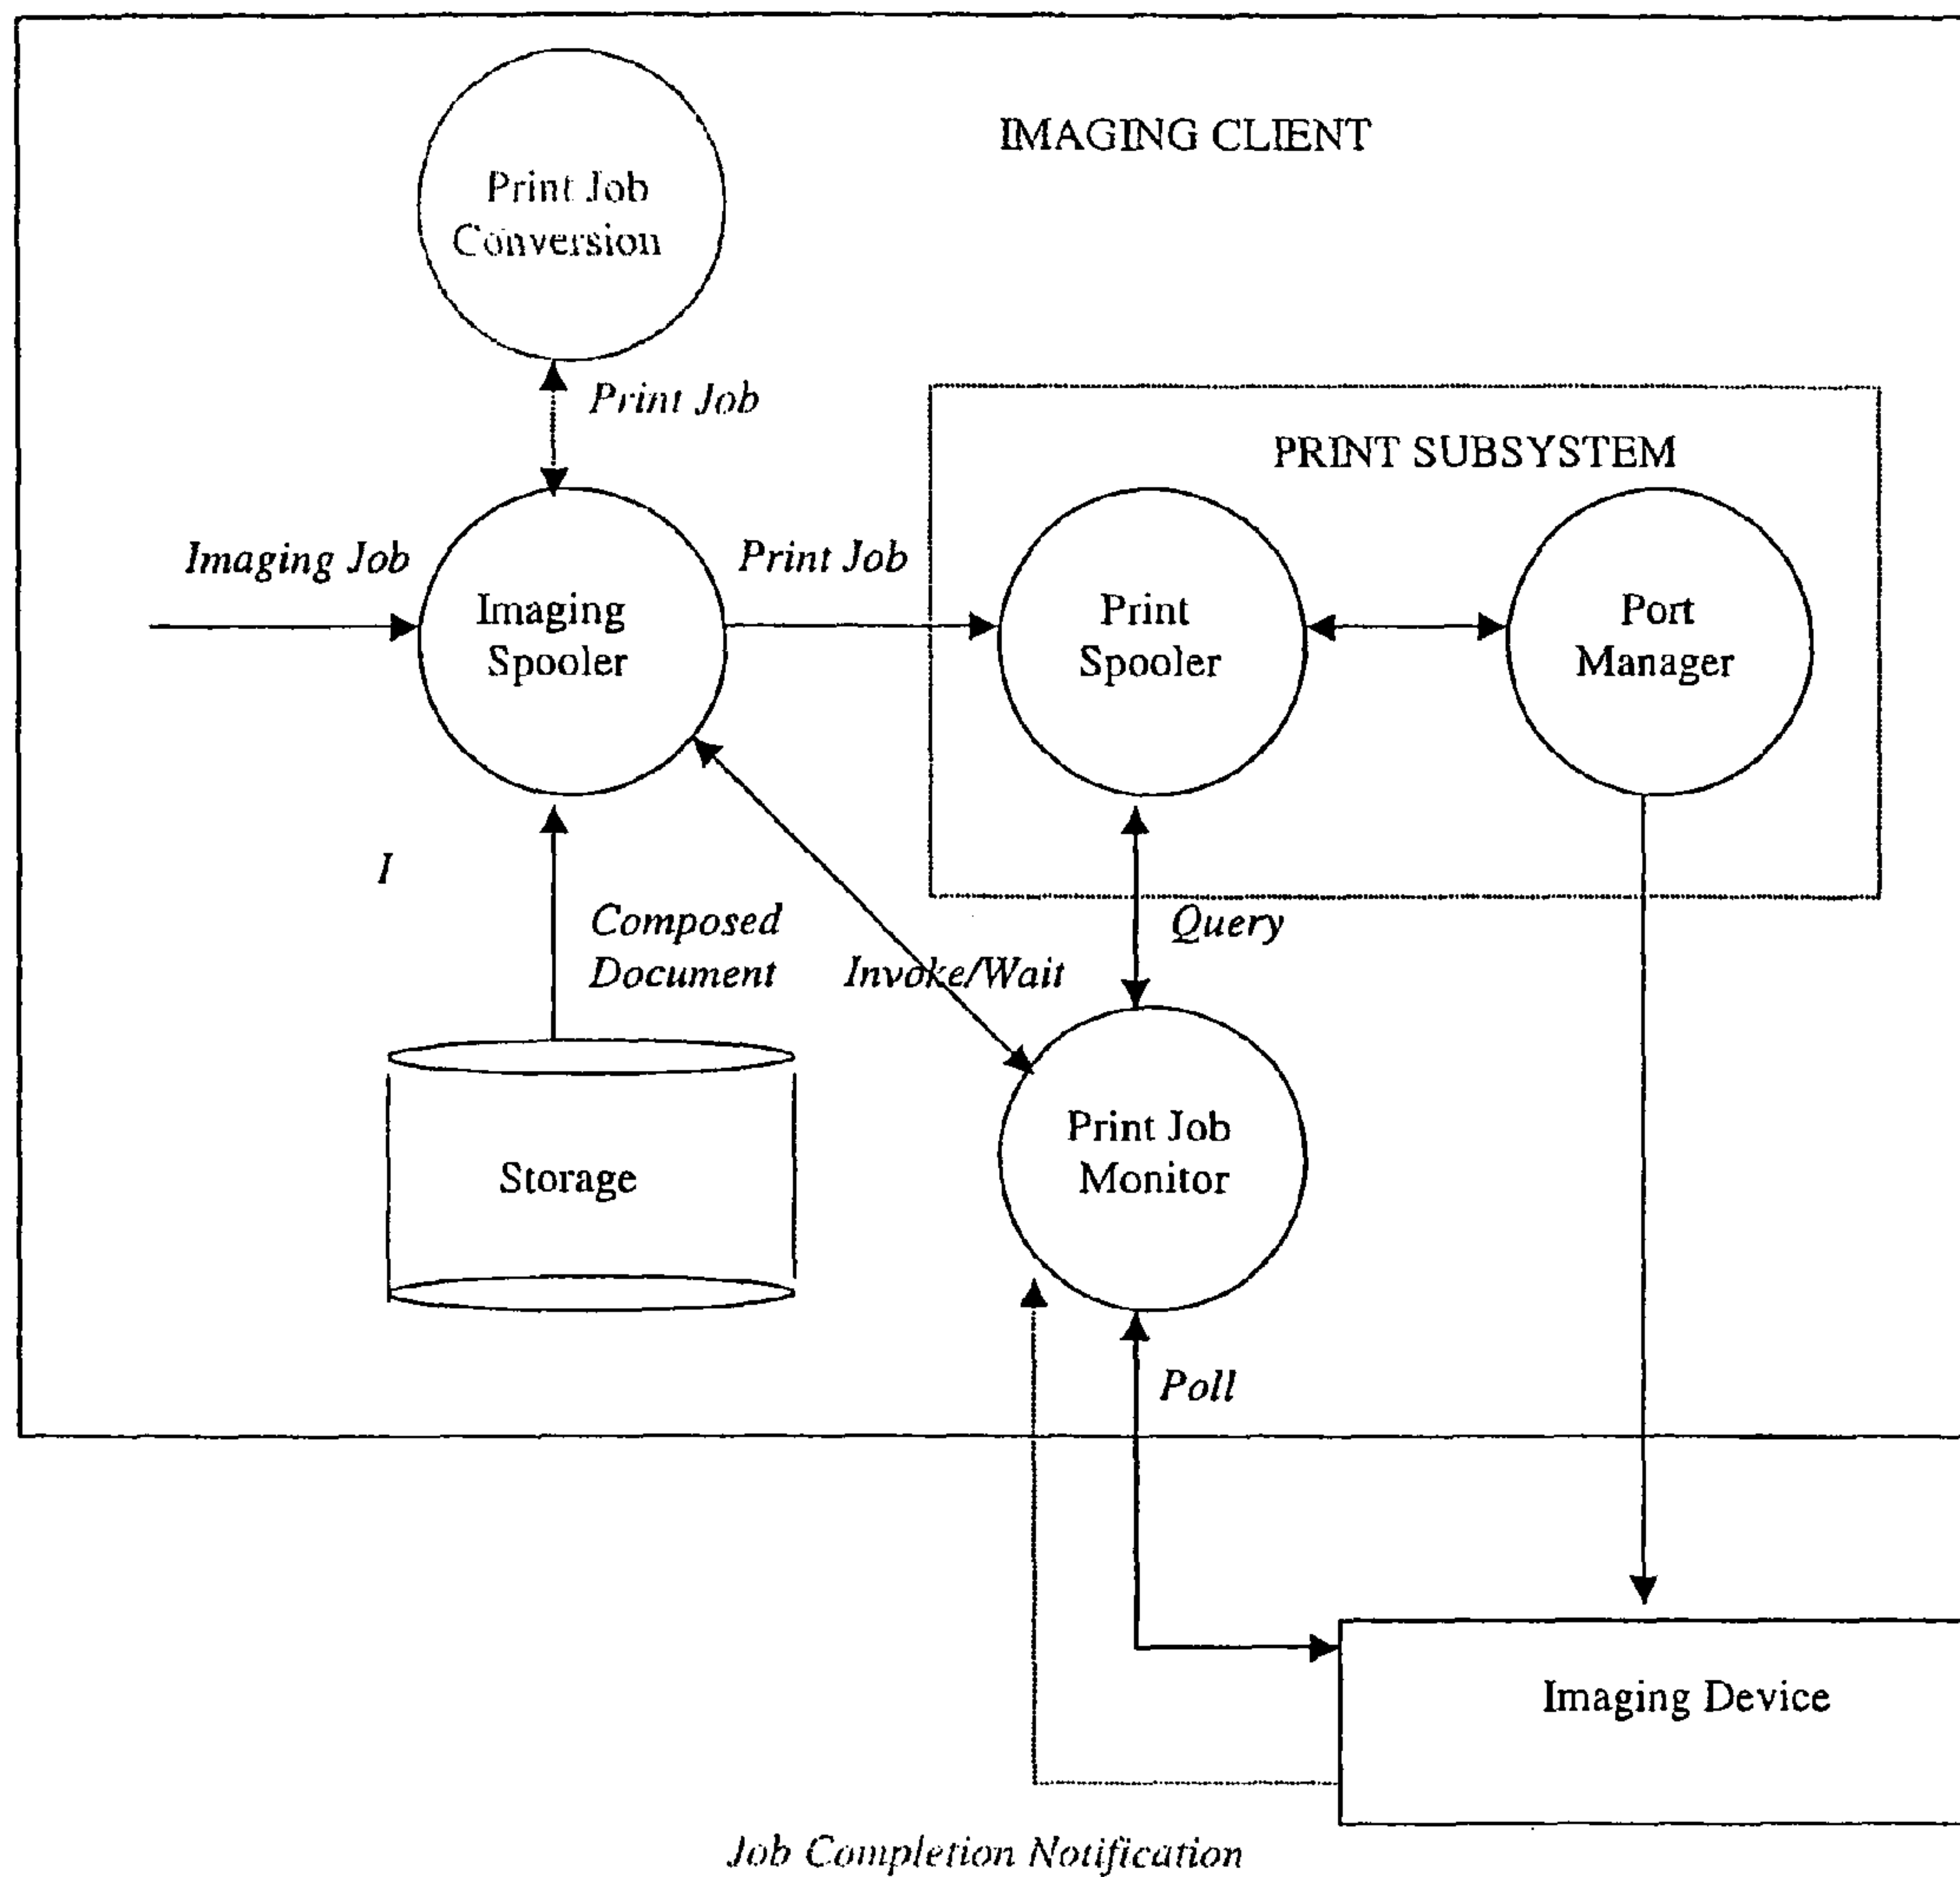 IMAGING CLIENT
Print Job
Conversion
Print Job
PRINT SUBSYSTEM
Imaging Job
Print Job
Imaging
Spooler
Print
Spooler
Port
Manager
I
Composed
Document
Invoke/Wait
Query
Storage
Print Job
Monitor
Poll
Imaging Device
Job Completion Notification